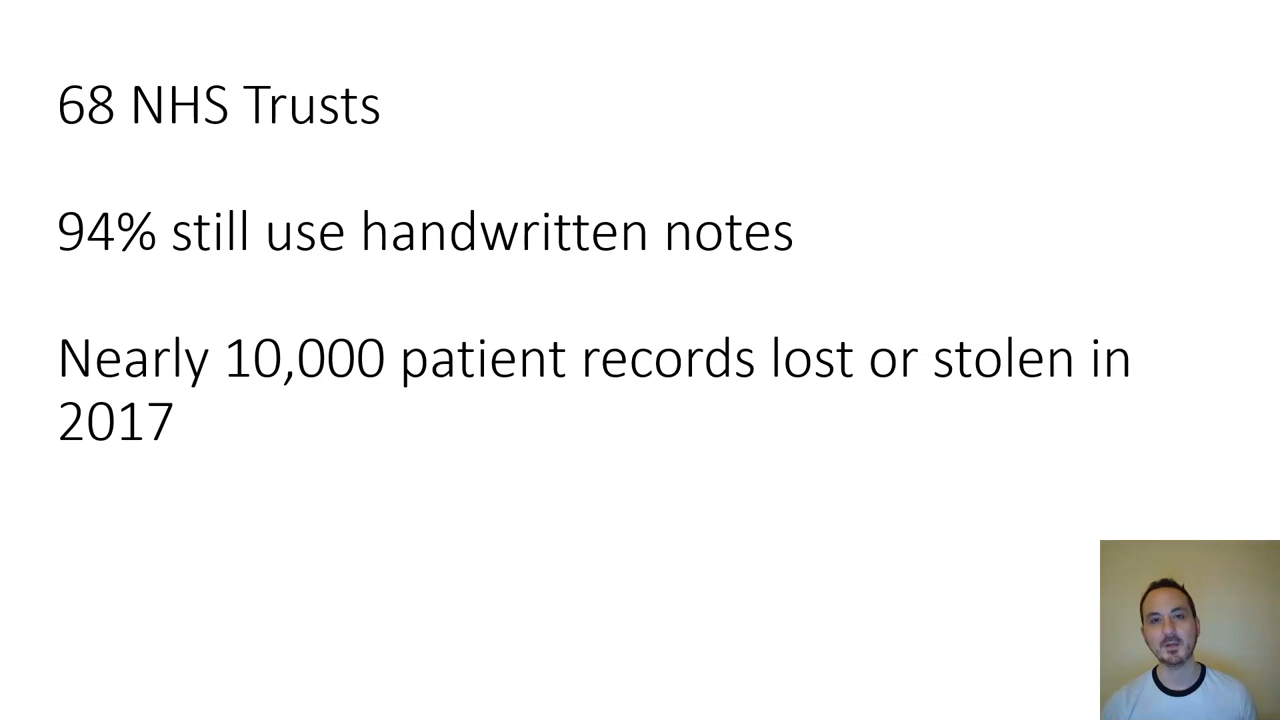 68 NHS Trusts
94% still use handwritten notes
Nearly 10,000 patient records lost or stolen in
2017